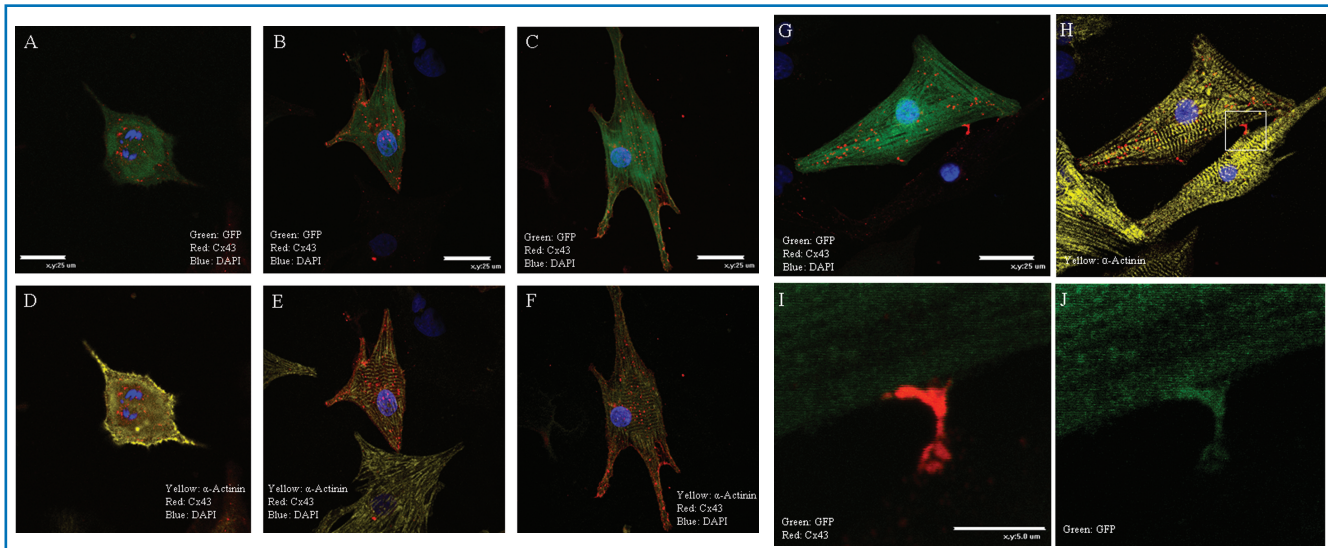 A
Green: GFP
Red: Cx43
Blue: DAPI
x,y:25 um
B
Green: GFP
Red: Cx43
Blue: DAPI
x,y:25 um
C
Green: GFP
Red: Cx43
Blue: DAPI
x,y:25 um
G
Green: GFP
Red: Cx43
Blue: DAPI
x,y:25 um
H
Yellow: α-Actinin
D
Yellow: α-Actinin
Red: Cx43
Blue: DAPI
E
Yellow: α-Actinin
Red: Cx43
Blue: DAPI
F
Yellow: α-Actinin
Red: Cx43
Blue: DAPI
I
Green: GFP
Red: Cx43
x,y:5.0 um
J
Green: GFP